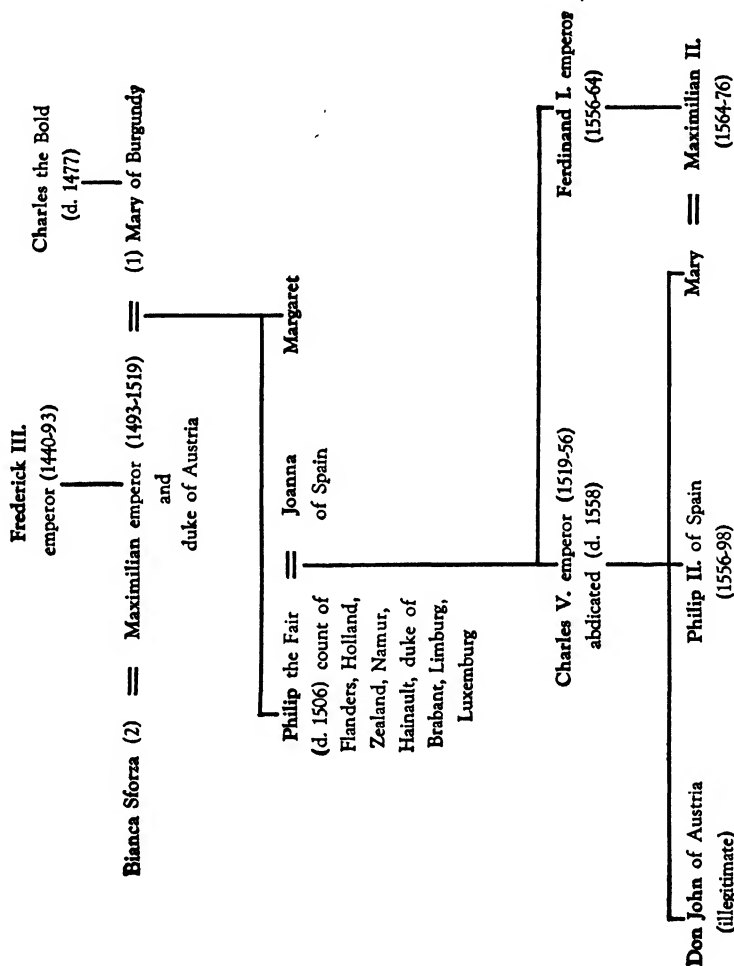 Frederick III.
emperor (1440-93)
Charles the Bold
(d. 1477)
Bianca Sforza (2) = Maximilian emperor (1493-1519) = (1) Mary of Burgundy
and
duke of Austria
Philip the Fair = Joanna
(d. 1506) count of
Flanders, Holland,
Zealand, Namur,
Hainault, duke of
Brabant, Limburg,
Luxemburg
of Spain
Margaret
Charles V. emperor (1519-56)
abdicated (d. 1558)
Ferdinand I. emperor
(1556-64)
Don John of Austria
(illegitimate)
Philip II. of Spain
(1556-98)
Mary = Maximilian II.
(1564-76)